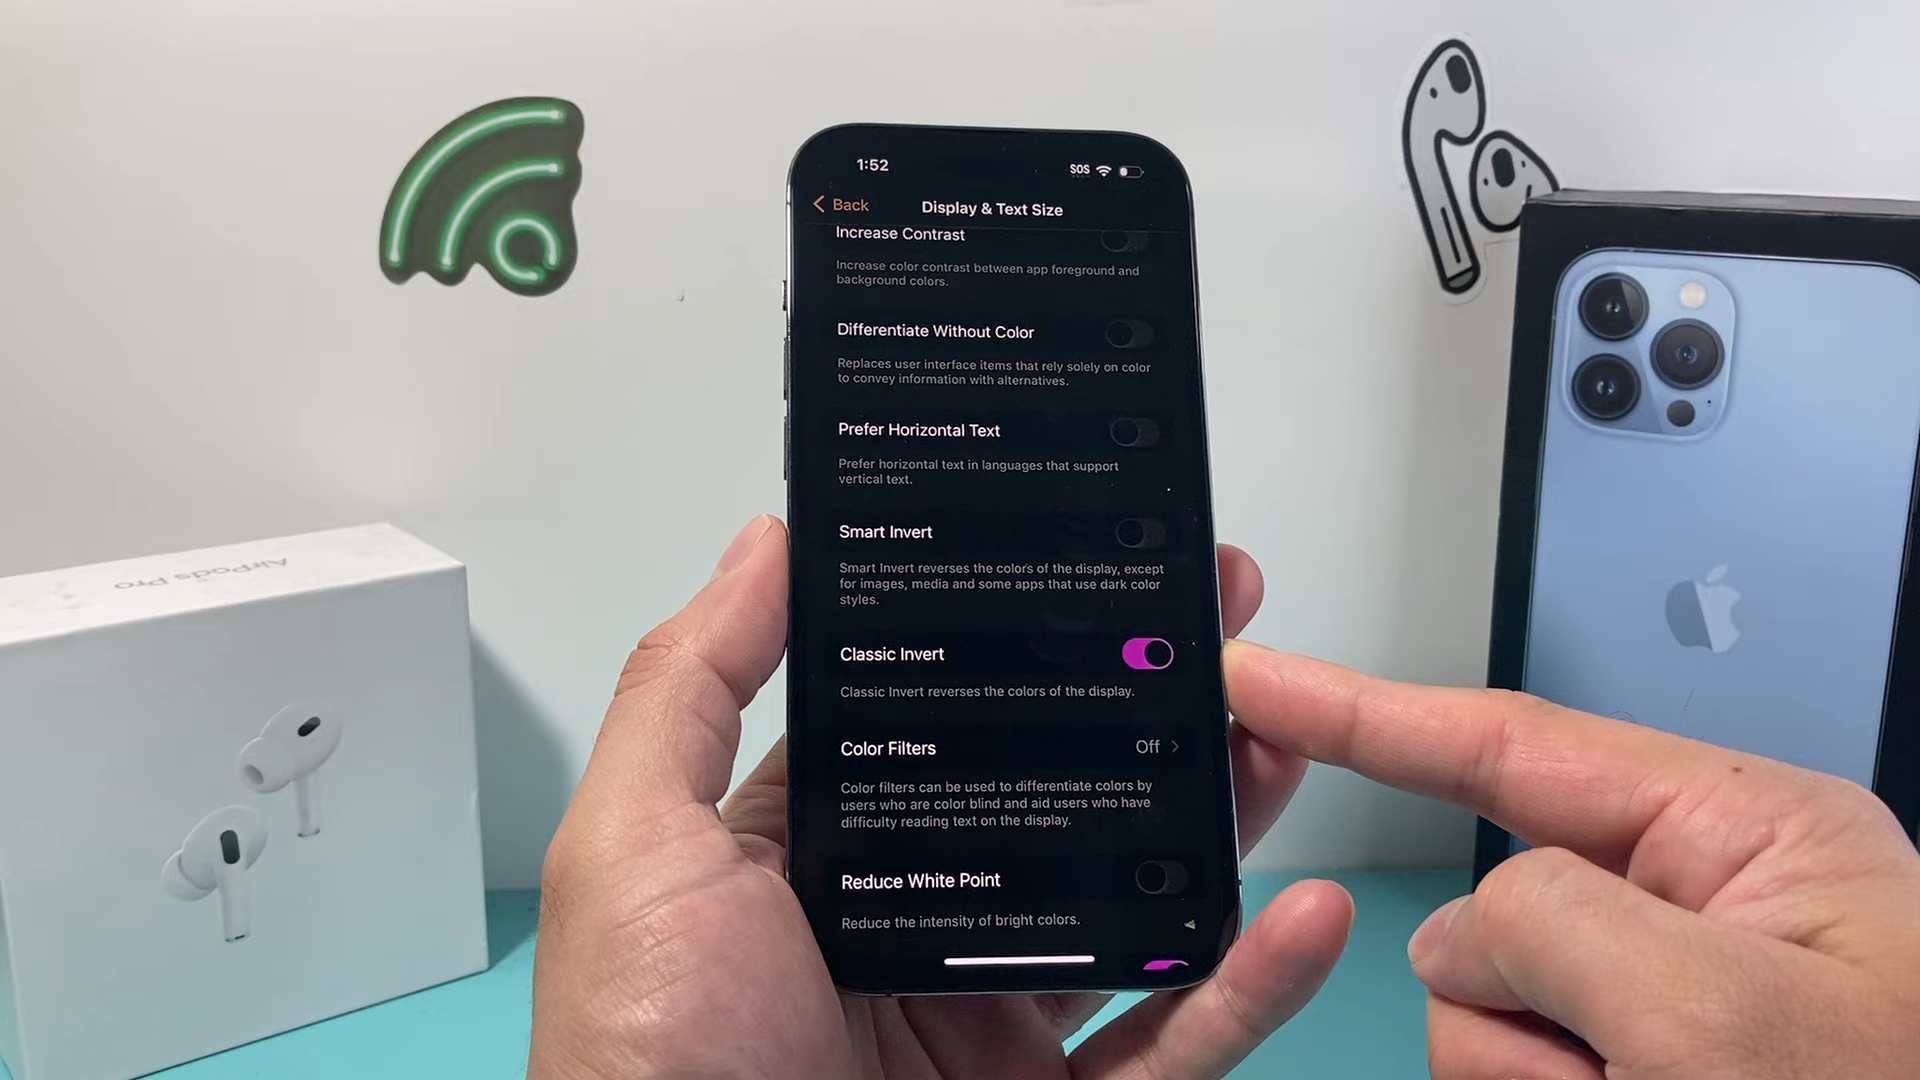 1:52
SOS
Back
Display & Text Size
Increase Contrast
Increase color contrast between app foreground and
background colors.
Differentiate Without Color
Replaces user interface items that rely solely on color
to convey information with alternatives.
Prefer Horizontal Text
Prefer horizontal text in languages that support
vertical text.
Smart Invert
Smart Invert reverses the colors of the display, except
for images, media and some apps that use dark color
styles.
Classic Invert
Classic Invert reverses the colors of the display.
Color Filters
Off
Color filters can be used to differentiate colors by
users who are color blind and aid users who have
difficulty reading text on the display.
Reduce White Point
Reduce the intensity of bright colors.
AirPods Pro